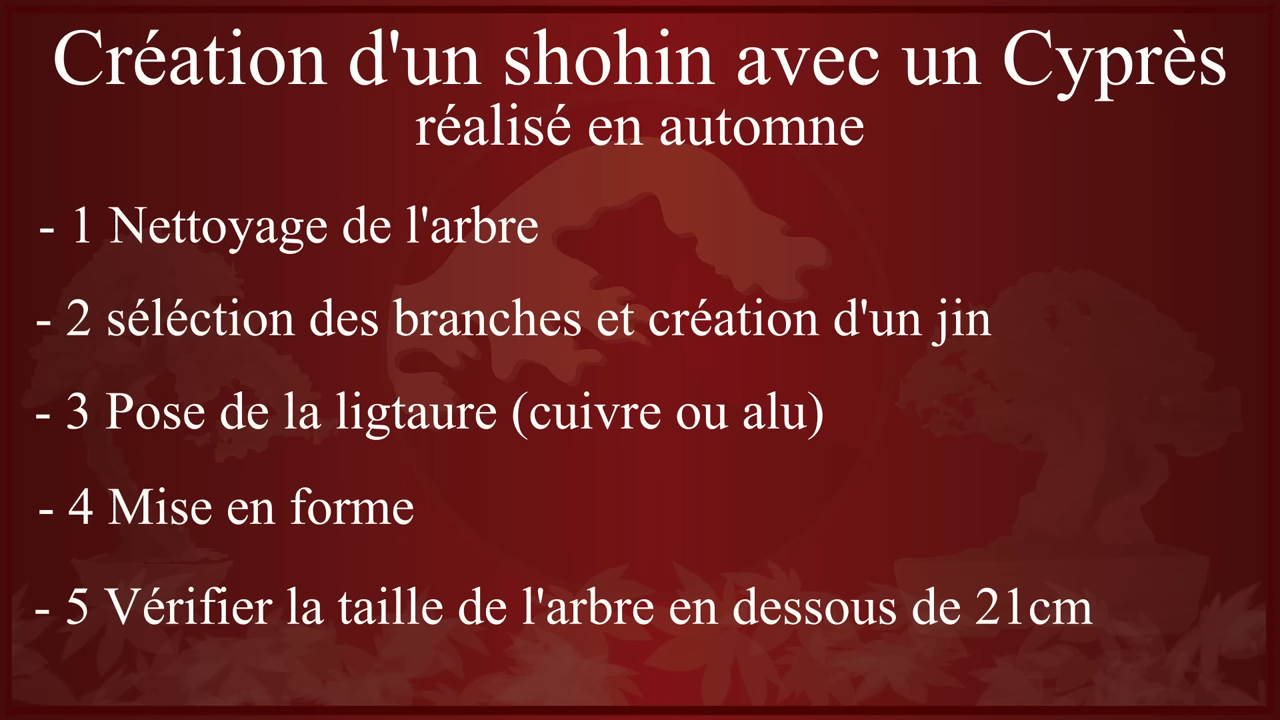 Création d'un shohin avec un Cyprès
réalisé en automne
- 1 Nettoyage de l'arbre
- 2 séléction des branches et création d'un jin
- 3 Pose de la ligtaure (cuivre ou alu)
- 4 Mise en forme
- 5 Vérifier la taille de l'arbre en dessous de 21cm